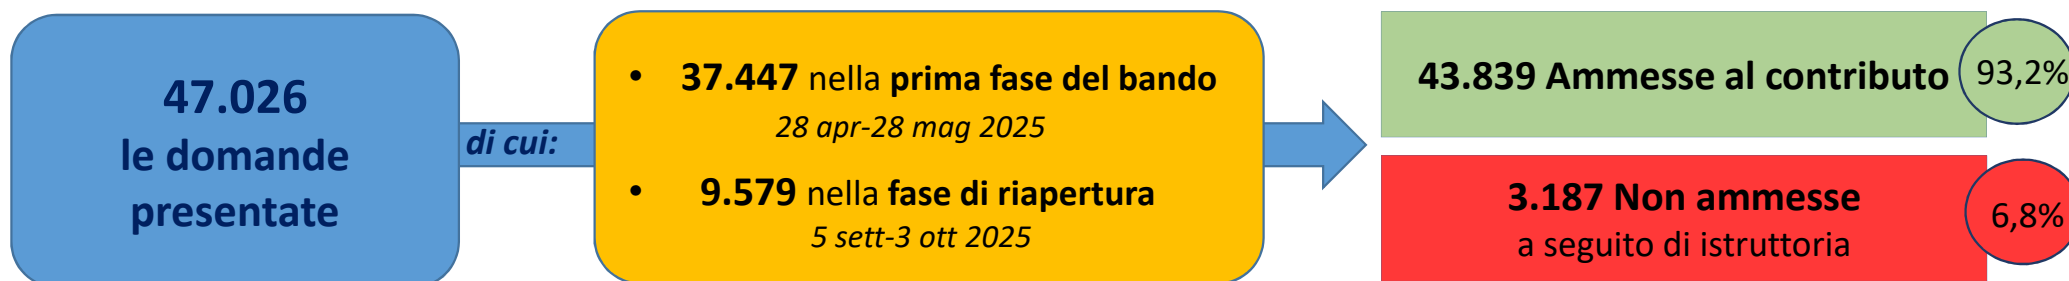 47.026
le domande
presentate
di cui:
• 37.447 nella prima fase del bando
28 apr-28 mag 2025
• 9.579 nella fase di riapertura
5 sett-3 ott 2025
43.839 Ammesse al contributo
93,2%
3.187 Non ammesse
a seguito di istruttoria
6,8%